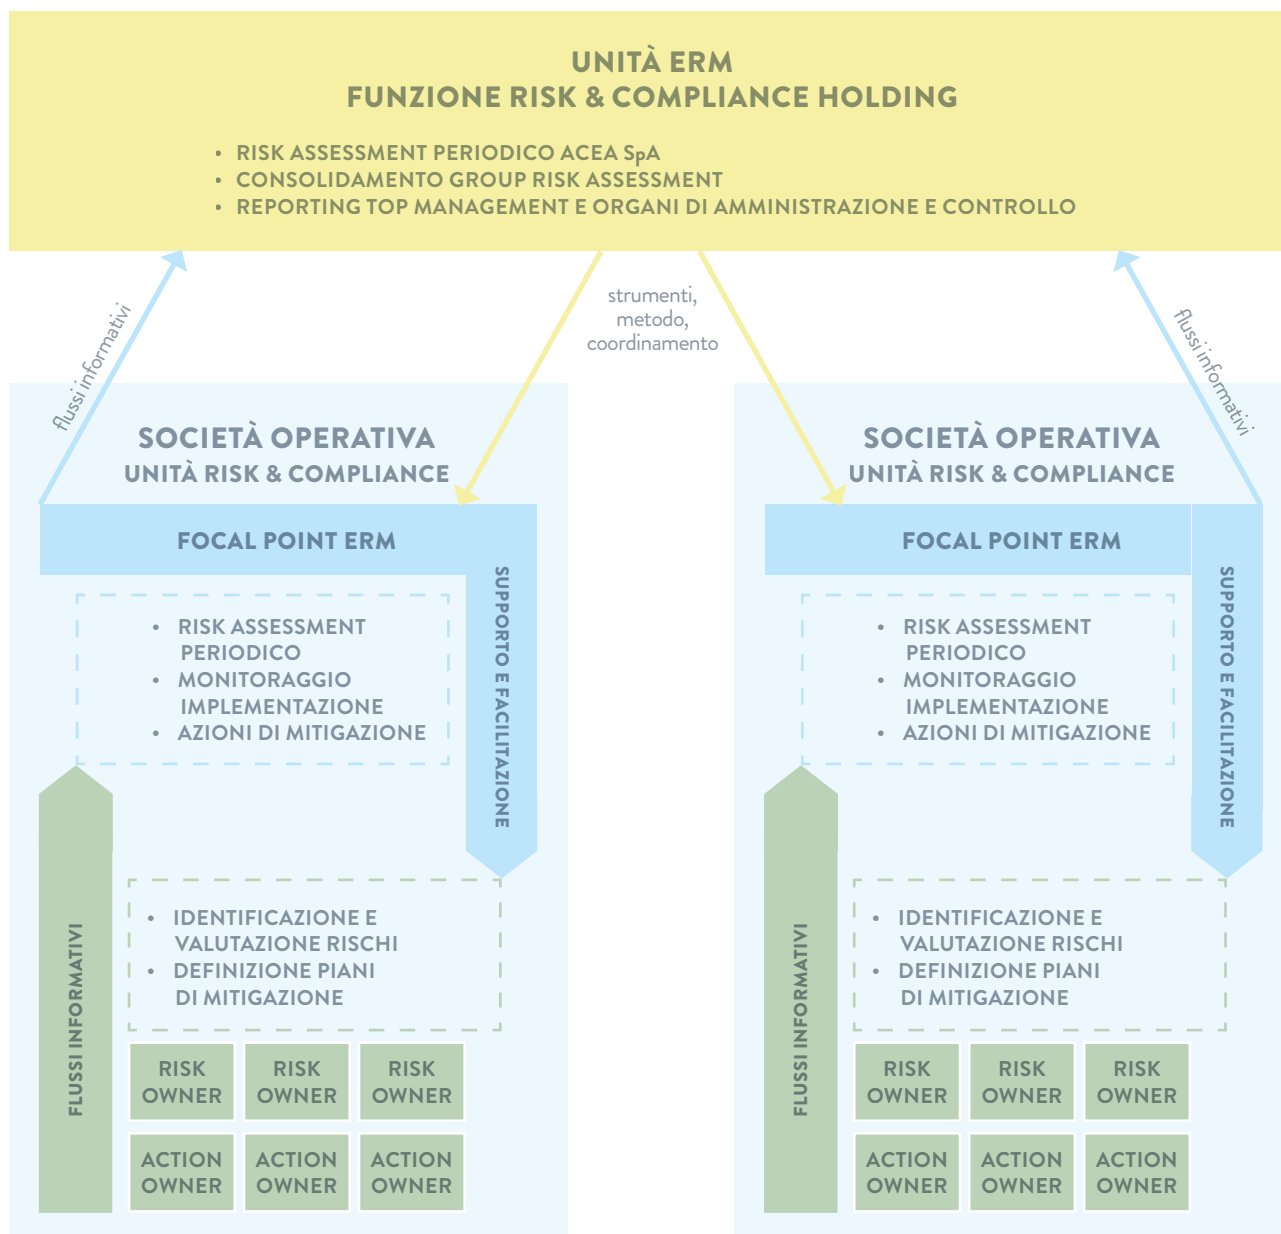 UNITÀ ERM
FUNZIONE RISK & COMPLIANCE HOLDING
• RISK ASSESSMENT PERIODICO ACEA SpA
• CONSOLIDAMENTO GROUP RISK ASSESSMENT
• REPORTING TOP MANAGEMENT E ORGANI DI AMMINISTRAZIONE E CONTROLLO
flussi informativi
strumenti,
metodo,
coordinamento
flussi informativi
SOCIETÀ OPERATIVA
UNITÀ RISK & COMPLIANCE
FOCAL POINT ERM
SUPPORTO E FACILITAZIONE
• RISK ASSESSMENT
PERIODICO
• MONITORAGGIO
IMPLEMENTAZIONE
• AZIONI DI MITIGAZIONE
FLUSSI INFORMATIVI
• IDENTIFICAZIONE E
VALUTAZIONE RISCHI
• DEFINIZIONE PIANI
DI MITIGAZIONE
RISK
OWNER
RISK
OWNER
RISK
OWNER
ACTION
OWNER
ACTION
OWNER
ACTION
OWNER
SOCIETÀ OPERATIVA
UNITÀ RISK & COMPLIANCE
FOCAL POINT ERM
SUPPORTO E FACILITAZIONE
• RISK ASSESSMENT
PERIODICO
• MONITORAGGIO
IMPLEMENTAZIONE
• AZIONI DI MITIGAZIONE
FLUSSI INFORMATIVI
• IDENTIFICAZIONE E
VALUTAZIONE RISCHI
• DEFINIZIONE PIANI
DI MITIGAZIONE
RISK
OWNER
RISK
OWNER
RISK
OWNER
ACTION
OWNER
ACTION
OWNER
ACTION
OWNER